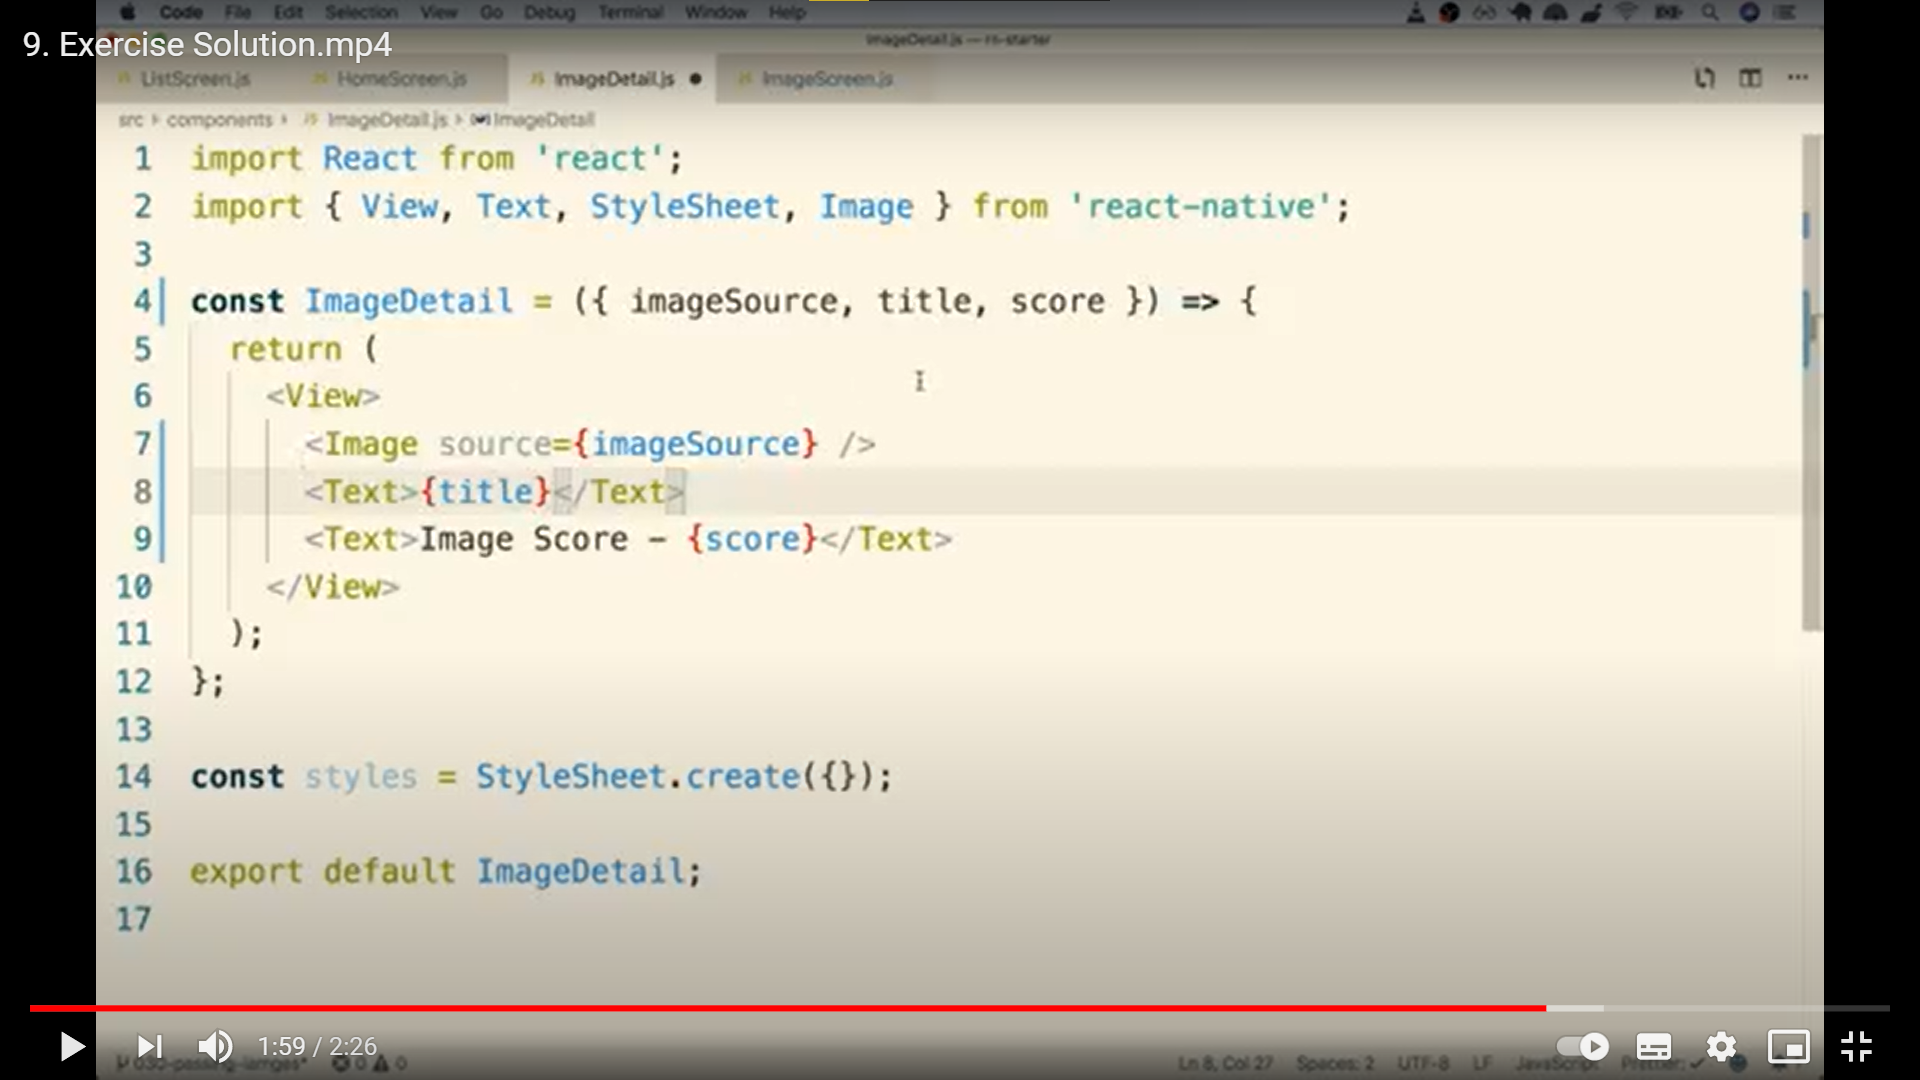 Code File Edit Selection View Go Debug Terminal Window Help
9. Exercise Solution.mp4
ImageDetail.js — rn-starter
ListScreen.js HomeScreen.js ImageDetail.js ImageScreen.js
src components ImageDetail.js ImageDetail
1 import React from 'react';
2 import { View, Text, StyleSheet, Image } from 'react-native';
3
4 const ImageDetail = ({ imageSource, title, score }) => {
5 return (
6 <View>
7 <Image source={imageSource} />
8 <Text>{title}</Text>
9 <Text>Image Score - {score}</Text>
10 </View>
11 );
12 };
13
14 const styles = StyleSheet.create({});
15
16 export default ImageDetail;
17
1:59 / 2:26
0 0 Ln 8, Col 27 Spaces: 2 UTF-8 LF JavaScript Prettier: ✓